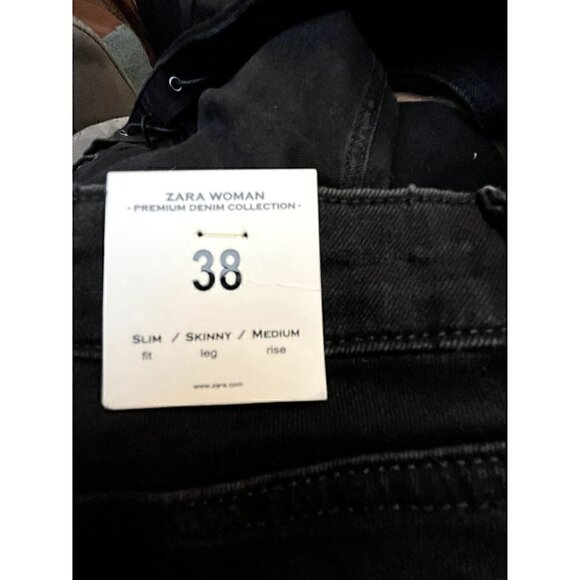 ZARA WOMAN
- PREMIUM DENIM COLLECTION -
38
SLIM / SKINNY / MEDIUM
fit leg rise
www.zara.com